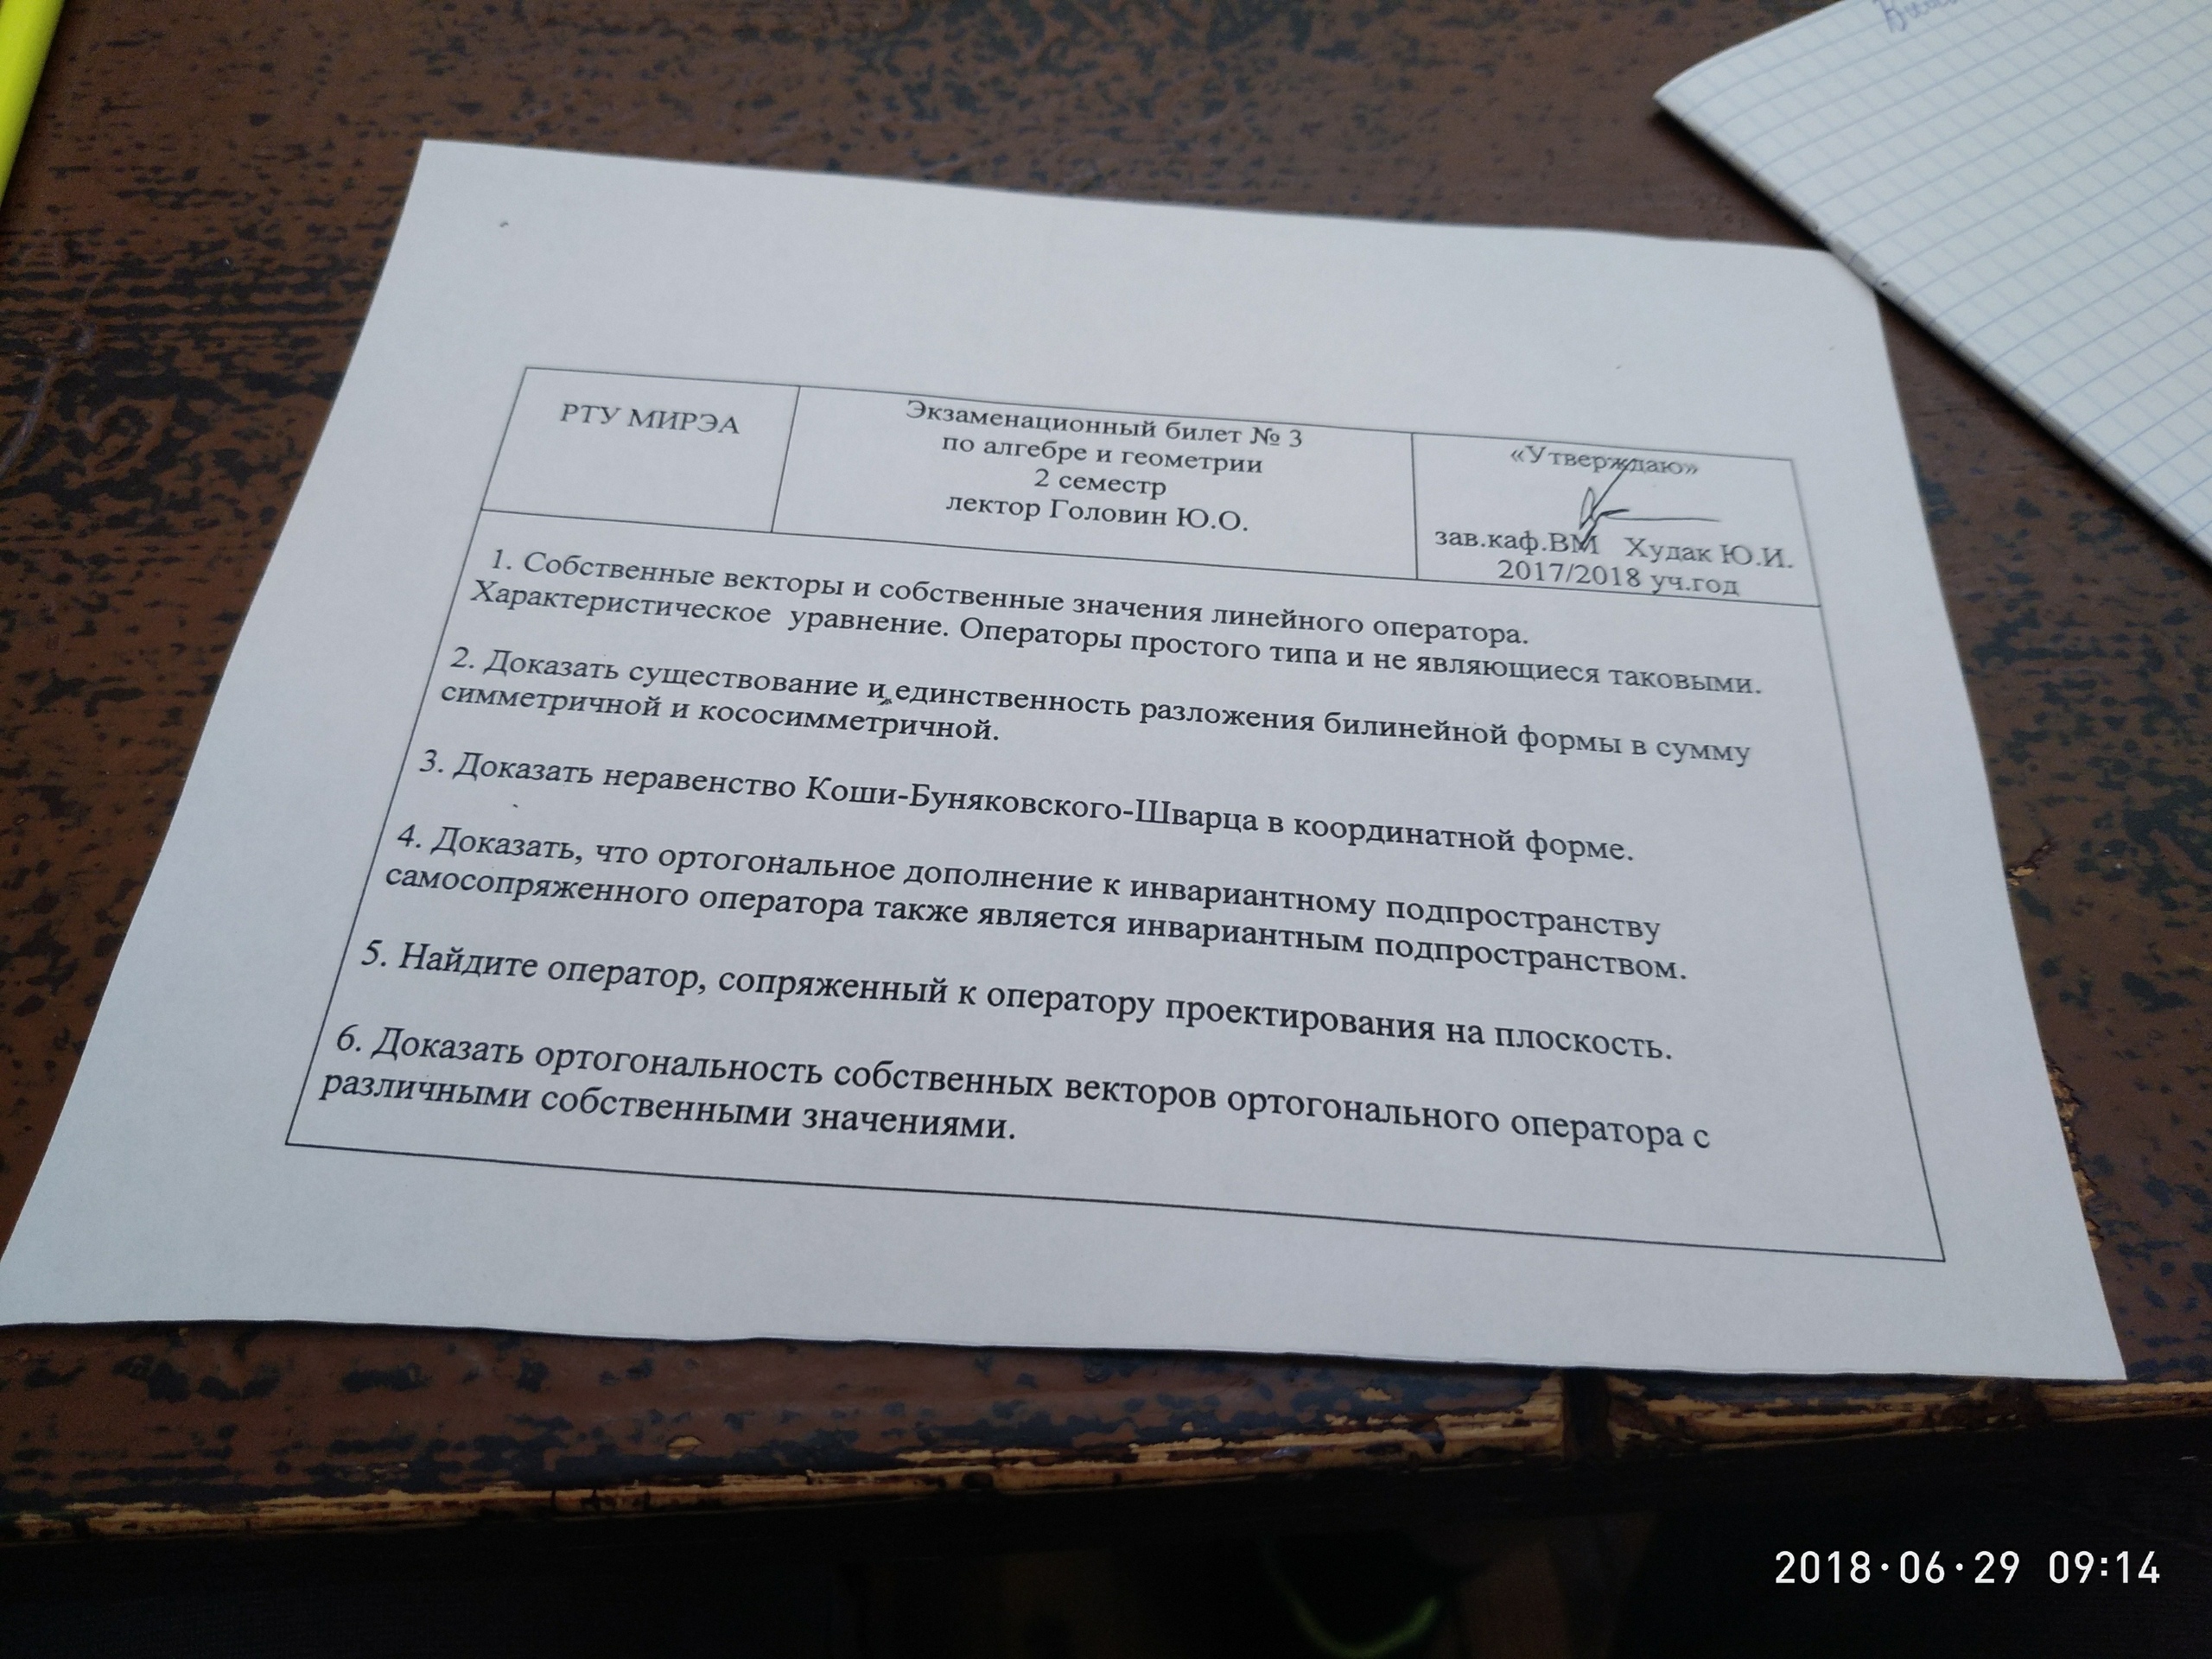 РТУ МИРЭА
Экзаменационный билет № 3
по алгебре и геометрии
2 семестр
лектор Головин Ю.О.
«Утверждаю»
зав.каф.ВМ Худак Ю.И.
2017/2018 уч.год
1. Собственные векторы и собственные значения линейного оператора.
Характеристическое уравнение. Операторы простого типа и не являющиеся таковыми.
2. Доказать существование и единственность разложения билинейной формы в сумму
симметричной и кососимметричной.
3. Доказать неравенство Коши-Буняковского-Шварца в координатной форме.
4. Доказать, что ортогональное дополнение к инвариантному подпространству
самосопряженного оператора также является инвариантным подпространством.
5. Найдите оператор, сопряженный к оператору проектирования на плоскость.
6. Доказать ортогональность собственных векторов ортогонального оператора с
различными собственными значениями.
2018·06·29 09:14